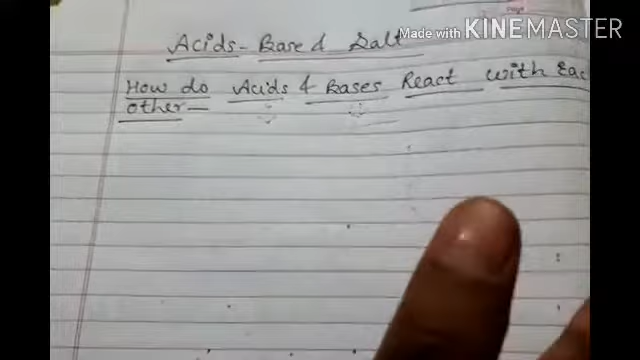 Made with KINEMASTER
Acids - Base & Salt
How do Acids & Bases React with Eac
other—